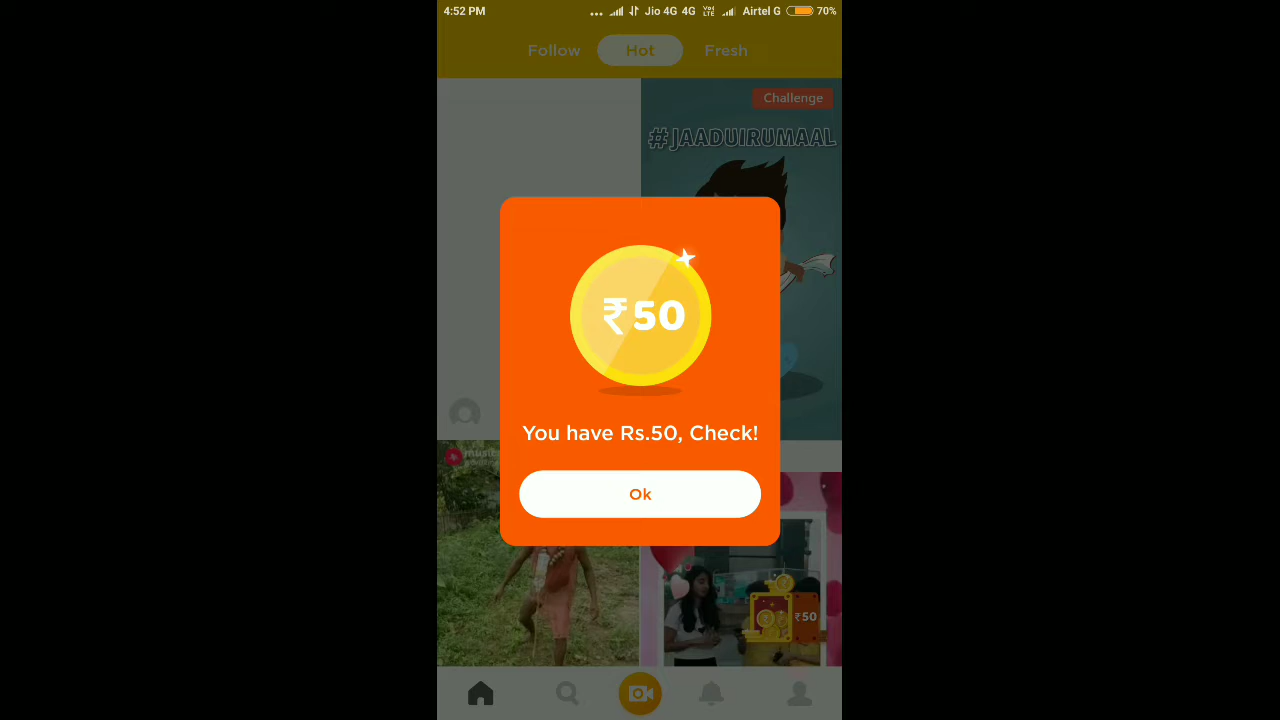 4:52 PM
Jio 4G 4G VoLTE Airtel G 70%
Follow
Hot
Fresh
Challenge
#JAADUIRUMAAL
₹50
You have Rs.50, Check!
Ok
₹50